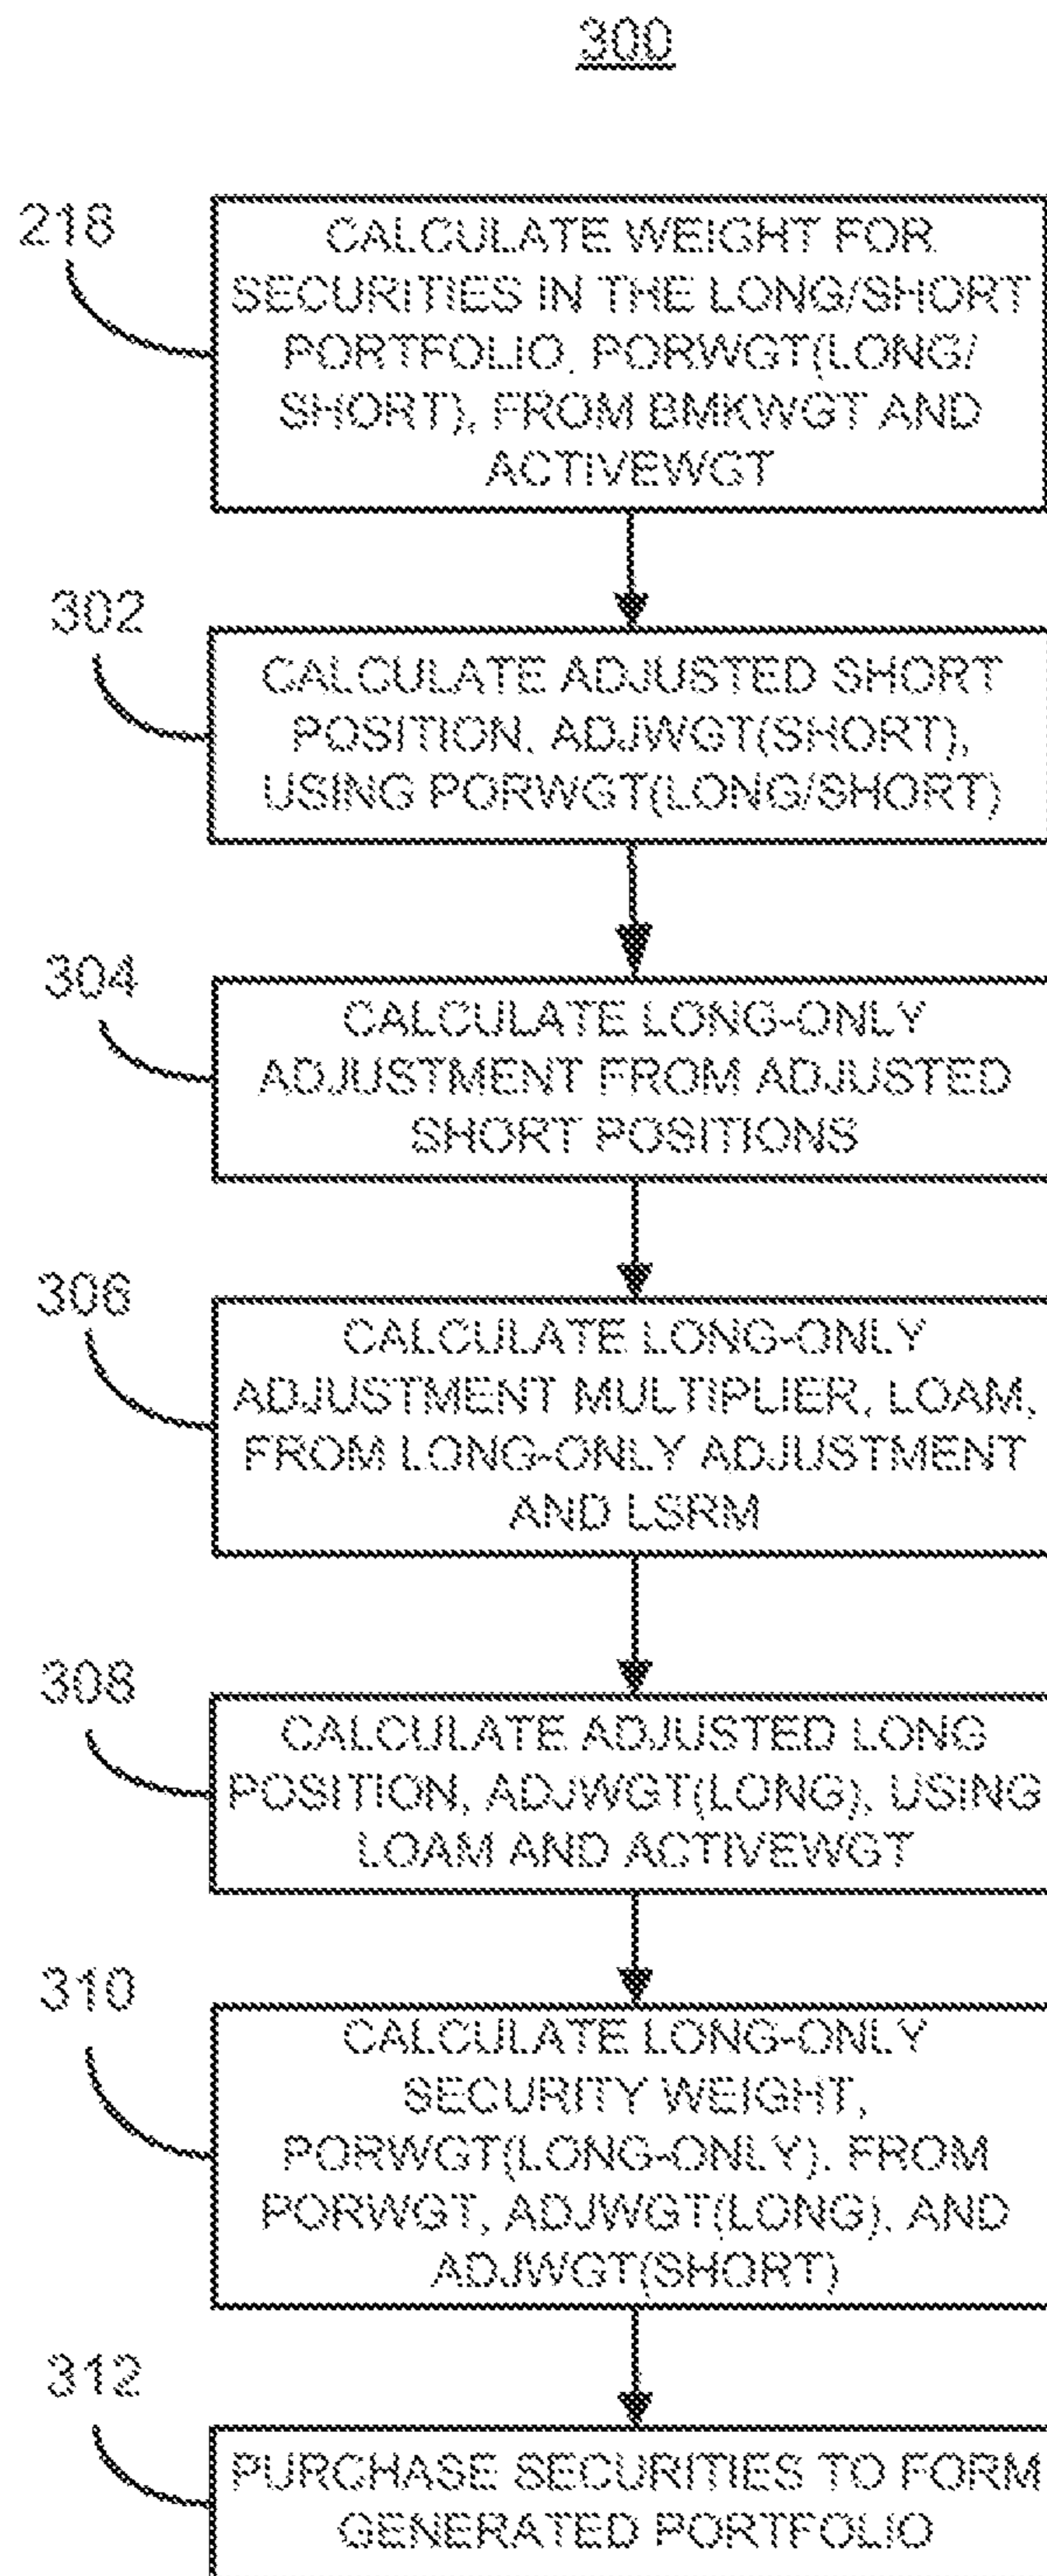 300
218
CALCULATE WEIGHT FOR
SECURITIES IN THE LONG/SHORT
PORTFOLIO, PORWGT(LONG/
SHORT), FROM BMKWGT AND
ACTIVEWGT
302
CALCULATE ADJUSTED SHORT
POSITION, ADJWGT(SHORT),
USING PORWGT(LONG/SHORT)
304
CALCULATE LONG-ONLY
ADJUSTMENT FROM ADJUSTED
SHORT POSITIONS
306
CALCULATE LONG-ONLY
ADJUSTMENT MULTIPLIER, LOAM,
FROM LONG-ONLY ADJUSTMENT
AND LSRM
308
CALCULATE ADJUSTED LONG
POSITION, ADJWGT(LONG), USING
LOAM AND ACTIVEWGT
310
CALCULATE LONG-ONLY
SECURITY WEIGHT,
PORWGT(LONG-ONLY), FROM
PORWGT, ADJWGT(LONG), AND
ADJWGT(SHORT)
312
PURCHASE SECURITIES TO FORM
GENERATED PORTFOLIO